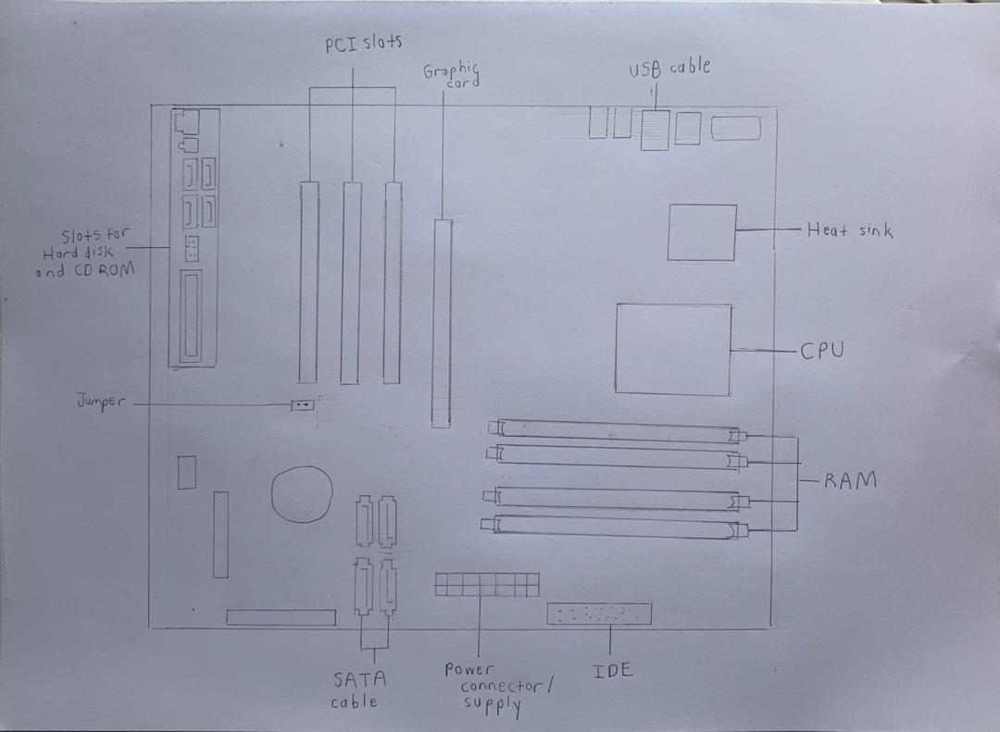 PCI slots
Graphic
card
USB cable
Slots for
Hard disk
and CD ROM
Heat sink
CPU
Jumper
RAM
SATA
cable
Power
connector/
supply
IDE